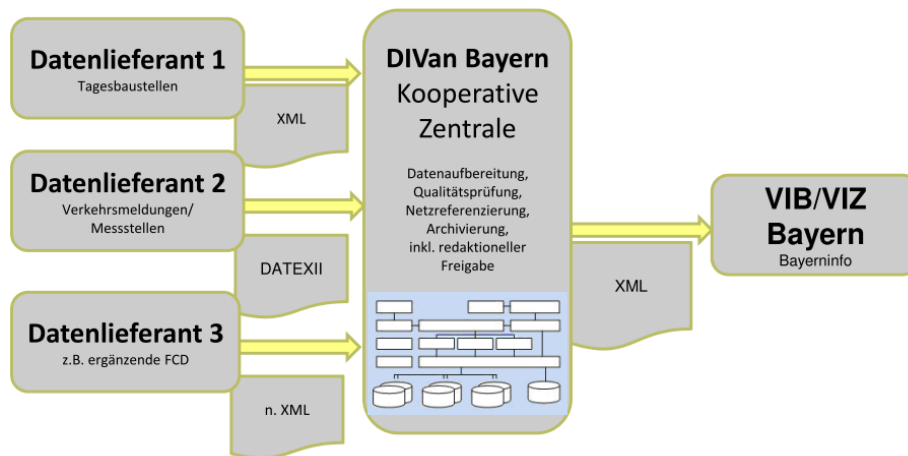 Datenlieferant 1
Tagesbaustellen
XML
Datenlieferant 2
Verkehrsmeldungen/
Messstellen
DATEXII
Datenlieferant 3
z.B. ergänzende FCD
n. XML
DIVan Bayern
Kooperative
Zentrale
Datenaufbereitung,
Qualitätsprüfung,
Netzreferenzierung,
Archivierung,
inkl. redaktioneller
Freigabe
XML
VIB/VIZ
Bayern
Bayerninfo